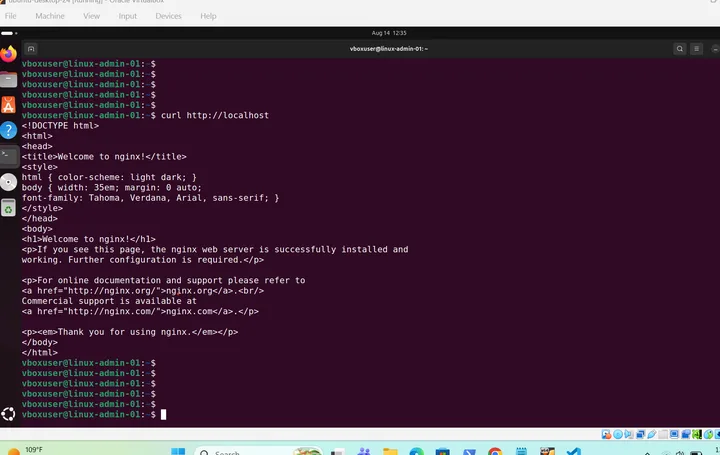 ubuntu-desktop-24 [Running] - Oracle VirtualBox
File Machine View Input Devices Help
Aug 14 12:35
vboxuser@linux-admin-01: ~
vboxuser@linux-admin-01:~$
vboxuser@linux-admin-01:~$
vboxuser@linux-admin-01:~$
vboxuser@linux-admin-01:~$
vboxuser@linux-admin-01:~$
vboxuser@linux-admin-01:~$ curl http://localhost
<!DOCTYPE html>
<html>
<head>
<title>Welcome to nginx!</title>
<style>
html { color-scheme: light dark; }
body { width: 35em; margin: 0 auto;
font-family: Tahoma, Verdana, Arial, sans-serif; }
</style>
</head>
<body>
<h1>Welcome to nginx!</h1>
<p>If you see this page, the nginx web server is successfully installed and
working. Further configuration is required.</p>
<p>For online documentation and support please refer to
<a href="http://nginx.org/">nginx.org</a>.<br/>
Commercial support is available at
<a href="http://nginx.com/">nginx.com</a>.</p>
<p><em>Thank you for using nginx.</em></p>
</body>
</html>
vboxuser@linux-admin-01:~$
vboxuser@linux-admin-01:~$
vboxuser@linux-admin-01:~$
vboxuser@linux-admin-01:~$
vboxuser@linux-admin-01:~$
vboxuser@linux-admin-01:~$
109°F
Search